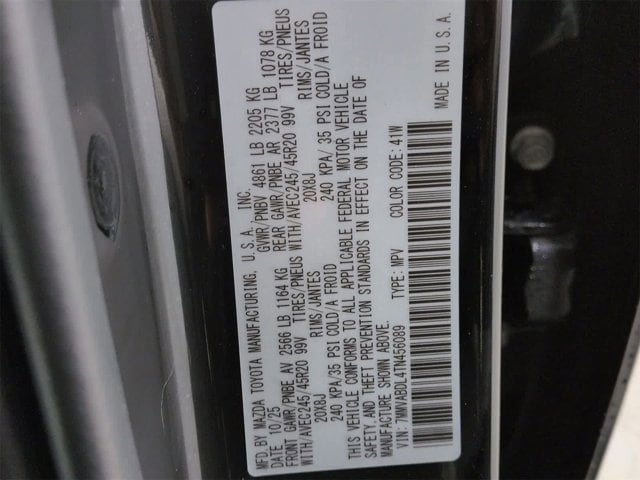 MFD. BY MAZDA TOYOTA MANUFACTURING, U.S.A. INC.
DATE 10/25 GVWR/PNBV 4861 LB 2205 KG
FRONT GAWR/PNBE AV 2566 LB 1164 KG REAR GAWR/PNBE AR 2377 LB 1078 KG
WITH/AVEC245/45R20 99V TIRES/PNEUS WITH/AVEC245/45R20 99V TIRES/PNEUS
20X8J RIMS/JANTES 20X8J RIMS/JANTES
240 KPA/35 PSI COLD/A FROID 240 KPA/ 35 PSI COLD/A FROID
THIS VEHICLE CONFORMS TO ALL APPLICABLE FEDERAL MOTOR VEHICLE
SAFETY, AND THEFT PREVENTION STANDARDS IN EFFECT ON THE DATE OF
MANUFACTURE SHOWN ABOVE.
VIN: 7MMVABDL4TN456089 TYPE: MPV COLOR CODE: 41W
MADE IN U.S.A.